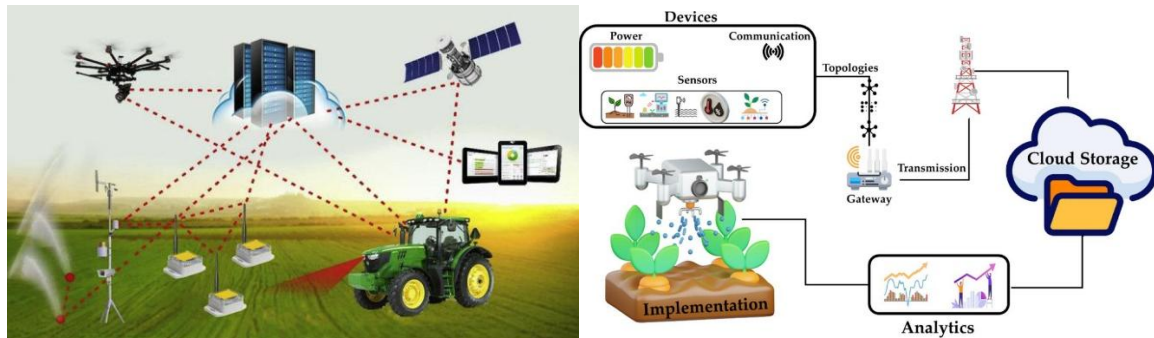 Devices
Power
Communication
Sensors
Topologies
Gateway
Transmission
Cloud Storage
Implementation
Analytics